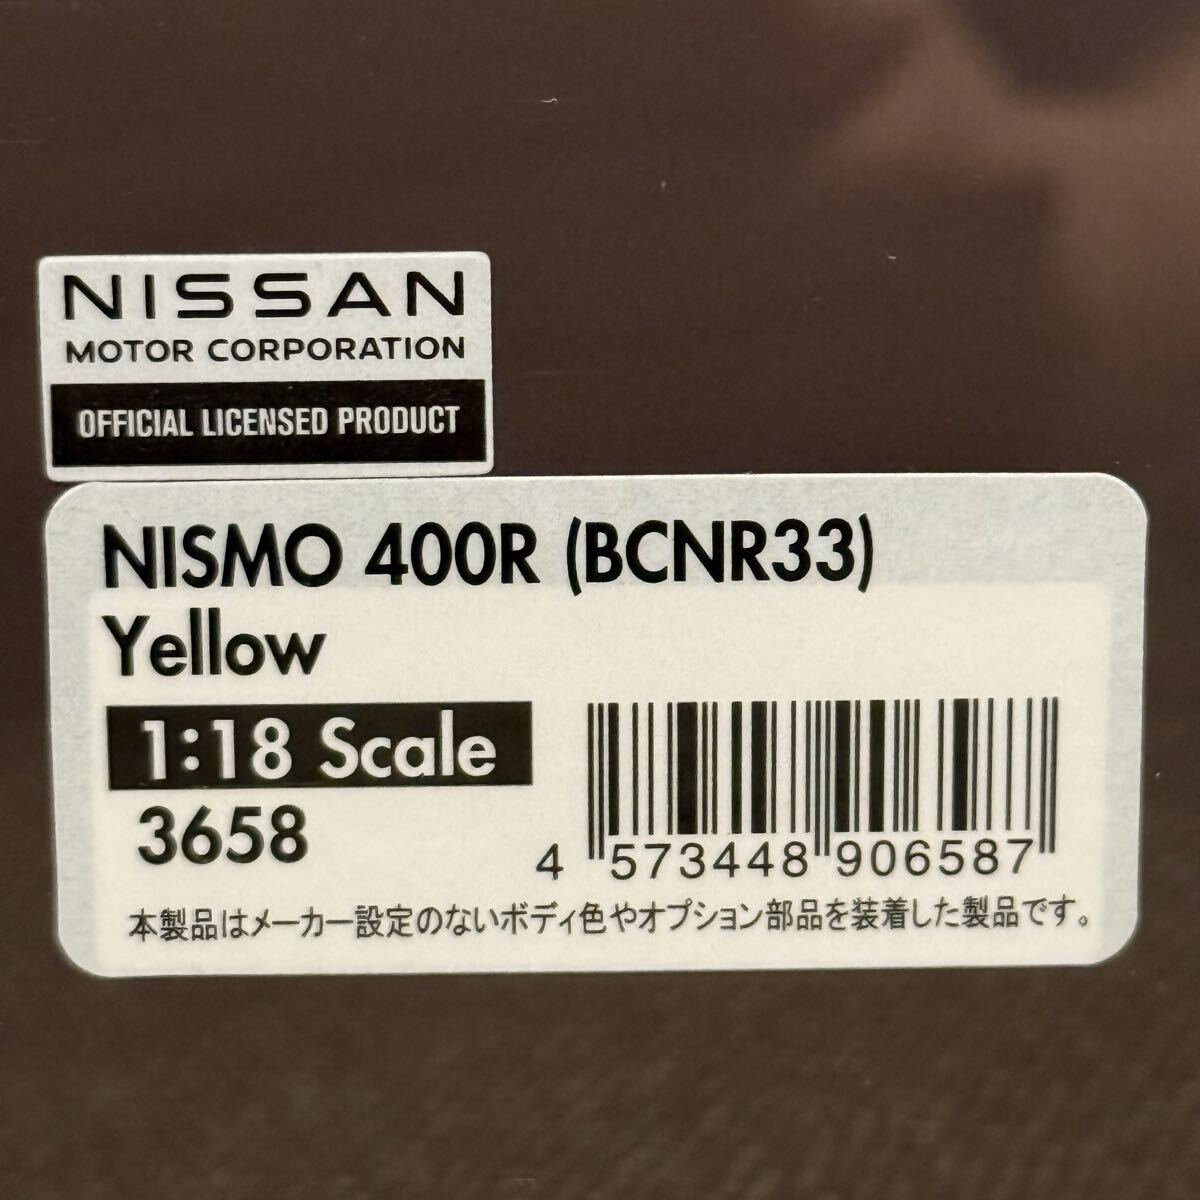 NISSAN
MOTOR CORPORATION
OFFICIAL LICENSED PRODUCT
NISMO 400R (BCNR33)
Yellow
1:18 Scale
3658
4 573448 906587
本製品はメーカー設定のないボディ色やオプション部品を装着した製品です。